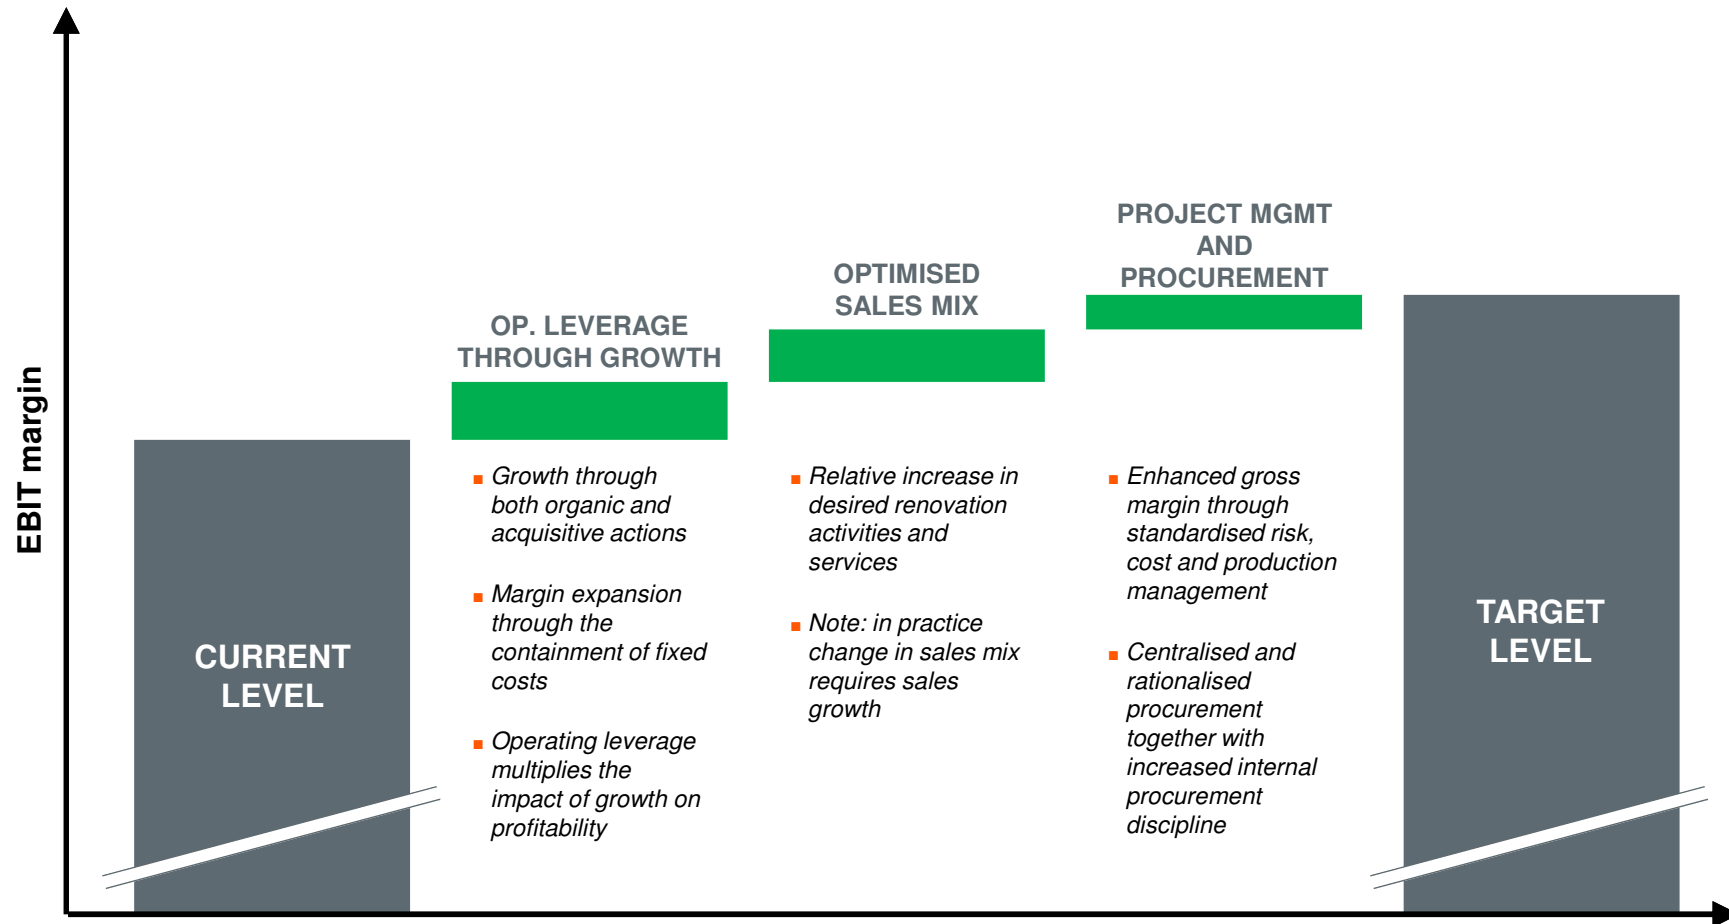 EBIT margin
CURRENT
LEVEL
OP. LEVERAGE
THROUGH GROWTH
Growth through
both organic and
acquisitive actions
Margin expansion
through the
containment of fixed
costs
Operating leverage
multiplies the
impact of growth on
profitability
OPTIMISED
SALES MIX
Relative increase in
desired renovation
activities and
services
Note: in practice
change in sales mix
requires sales
growth
PROJECT MGMT
AND
PROCUREMENT
Enhanced gross
margin through
standardised risk,
cost and production
management
Centralised and
rationalised
procurement
together with
increased internal
procurement
discipline
TARGET
LEVEL